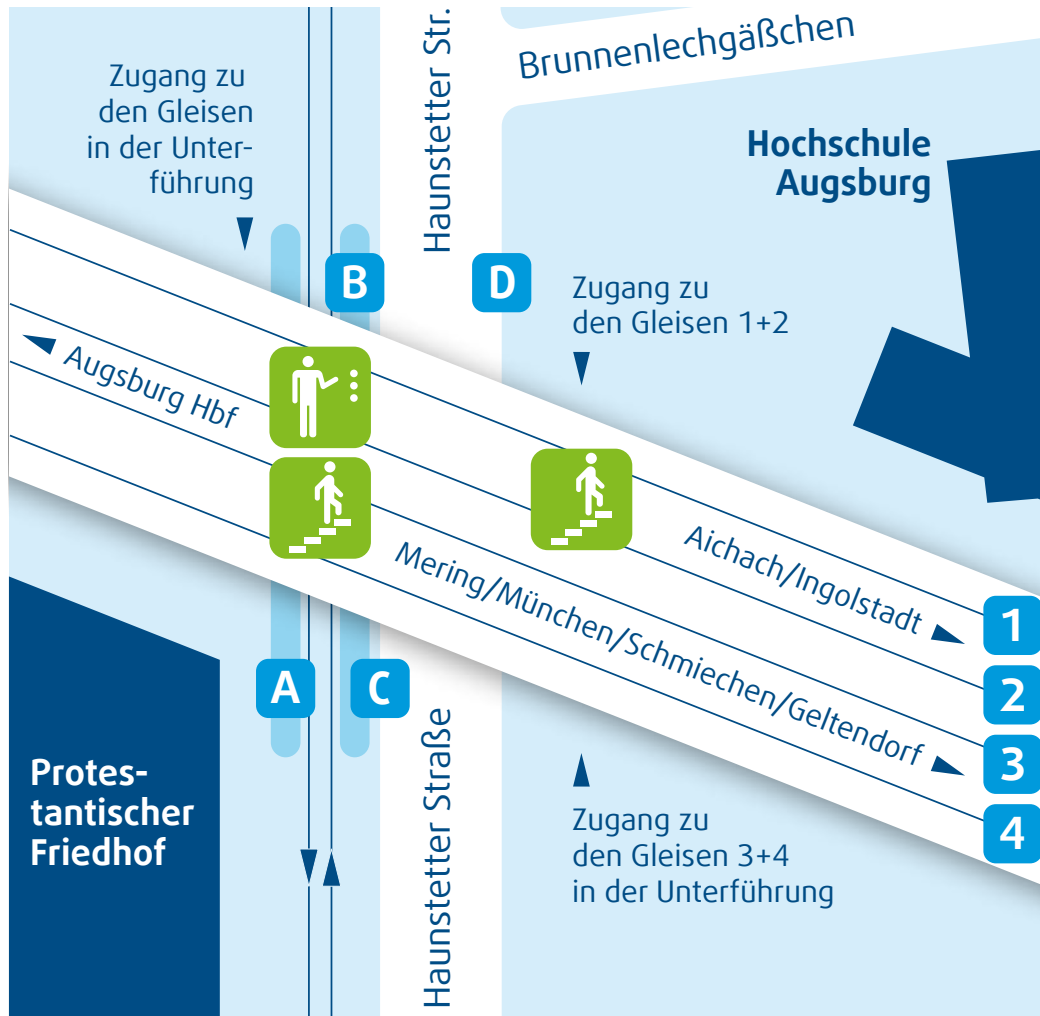 Haunstetter Str.
Brunnenlechgäßchen
Zugang zu
den Gleisen
in der Unter-
führung
Hochschule
Augsburg
B
D
Zugang zu
den Gleisen 1+2
Augsburg Hbf
Aichach/Ingolstadt
Mering/München/Schmiechen/Geltendorf
1
2
3
4
A
C
Haunstetter Straße
Protes-
tantischer
Friedhof
Zugang zu
den Gleisen 3+4
in der Unterführung